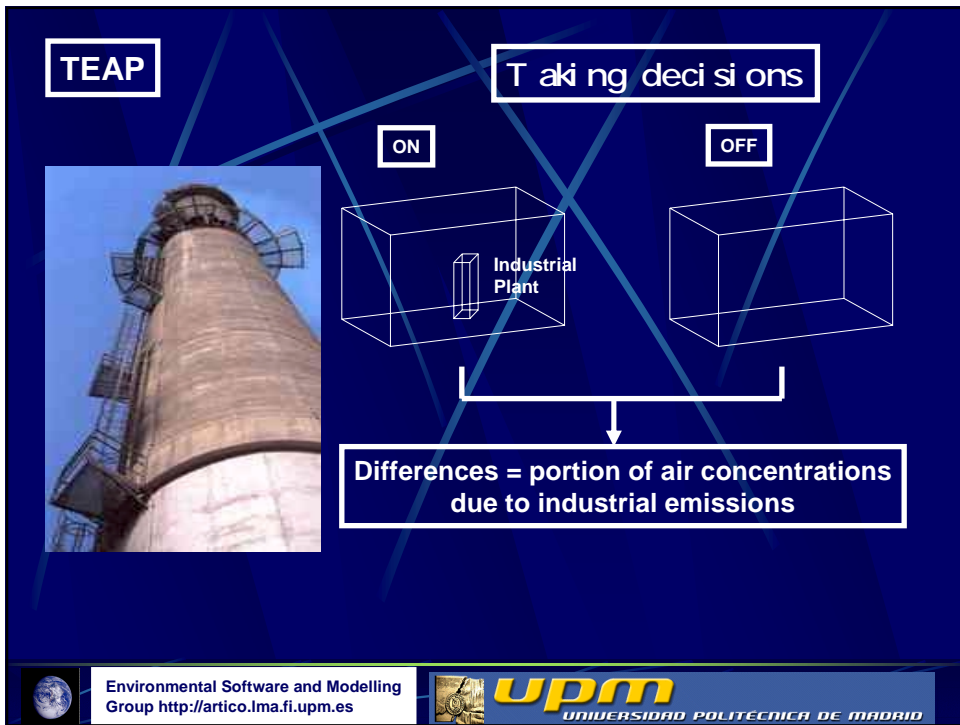 TEAP
Taking decisions
ON
OFF
Industrial
Plant
Differences = portion of air concentrations
due to industrial emissions
Environmental Software and Modelling
Group http://artico.lma.fi.upm.es
upm
UNIVERSIDAD POLITÉCNICA DE MADRID